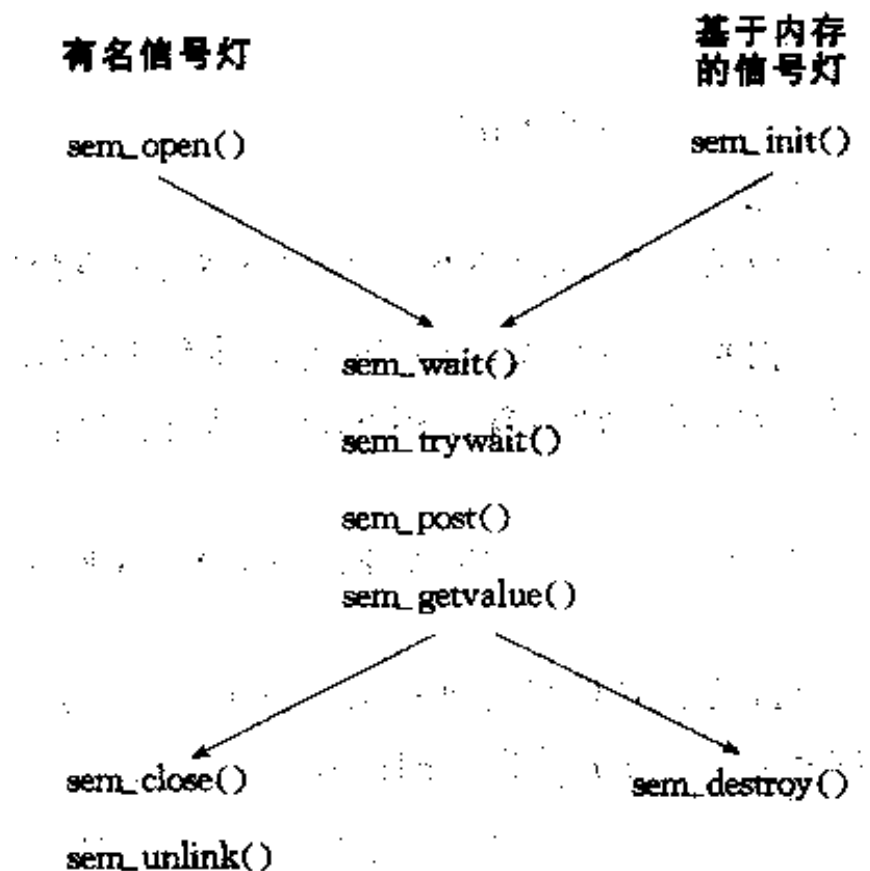 有名信号灯
基于内存
的信号灯
sem_open()
sem_init()
sem_wait()
sem_trywait()
sem_post()
sem_getvalue()
sem_close()
sem_destroy()
sem_unlink()